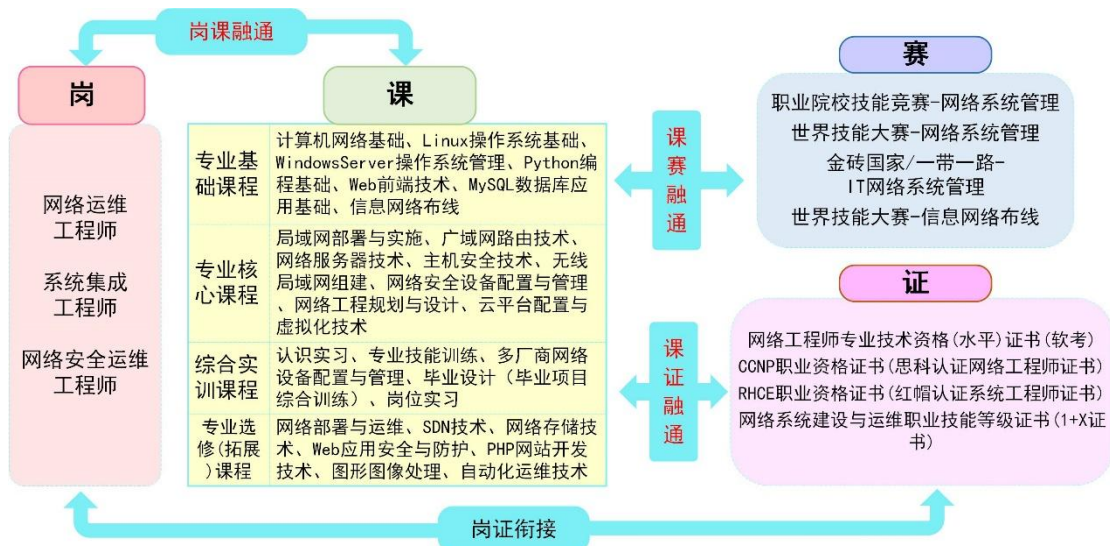 岗课融通
岗
网络运维
工程师
系统集成
工程师
网络安全运维
工程师
课
专业基
础课程
计算机网络基础、Linux操作系统基础、
WindowsServer操作系统管理、Python编
程基础、Web前端技术、MySQL数据库应
用基础、信息网络布线
专业核
心课程
局域网部署与实施、广域网路由技术、
网络服务器技术、主机安全技术、无线
局域网组建、网络安全设备配置与管理
、网络工程规划与设计、云平台配置与
虚拟化技术
综合实
训课程
认识实习、专业技能训练、多厂商网络
设备配置与管理、毕业设计（毕业项目
综合训练）、岗位实习
专业选
修(拓展
)课程
网络部署与运维、SDN技术、网络存储技
术、Web应用安全与防护、PHP网站开发
技术、图形图像处理、自动化运维技术
课赛融通
课证融通
赛
职业院校技能竞赛-网络系统管理
世界技能大赛-网络系统管理
金砖国家/一带一路-
IT网络系统管理
世界技能大赛-信息网络布线
证
网络工程师专业技术资格(水平)证书(软考)
CCNP职业资格证书(思科认证网络工程师证书)
RHCE职业资格证书(红帽认证系统工程师证书)
网络系统建设与运维职业技能等级证书(1+X证
书)
岗证衔接